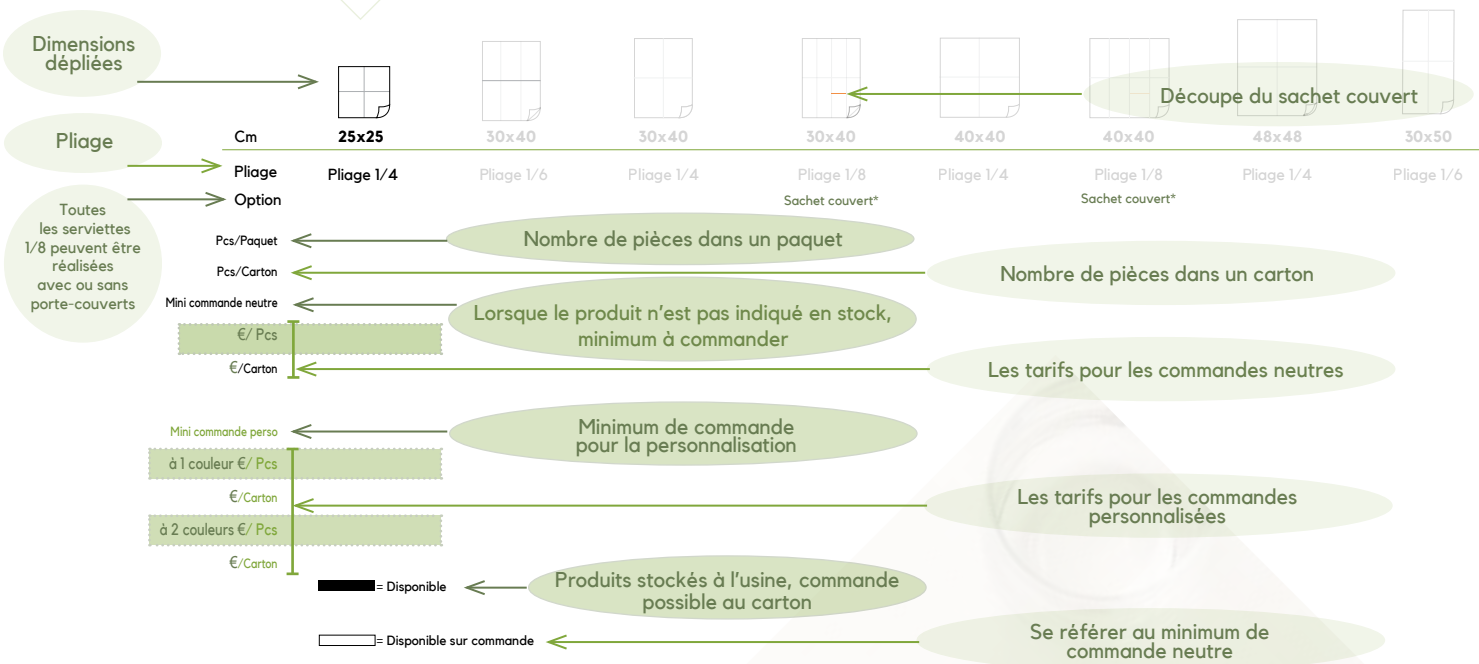 Dimensions
dépliées
Découpe du sachet couvert
Pliage
Cm 25x25 30x40 30x40 30x40 40x40 40x40 48x48 30x50
Pliage Pliage 1/4 Pliage 1/6 Pliage 1/4 Pliage 1/8 Pliage 1/4 Pliage 1/8 Pliage 1/4 Pliage 1/6
Option Sachet couvert* Sachet couvert*
Toutes
les serviettes
1/8 peuvent être
réalisées
avec ou sans
porte-couverts
Pcs/Paquet
Nombre de pièces dans un paquet
Pcs/Carton
Nombre de pièces dans un carton
Mini commande neutre
Lorsque le produit n'est pas indiqué en stock,
minimum à commander
€/ Pcs
€/Carton
Les tarifs pour les commandes neutres
Mini commande perso
Minimum de commande
pour la personnalisation
à 1 couleur €/ Pcs
€/Carton
Les tarifs pour les commandes
personnalisées
à 2 couleurs €/ Pcs
€/Carton
= Disponible
Produits stockés à l'usine, commande
possible au carton
= Disponible sur commande
Se référer au minimum de
commande neutre